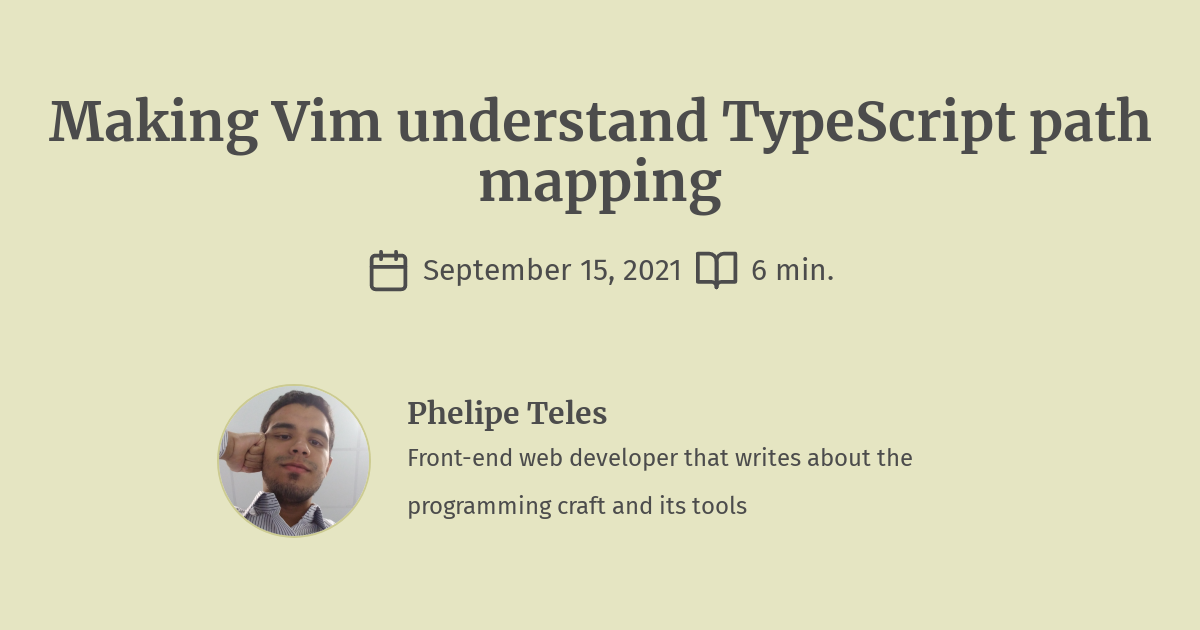 Making Vim understand TypeScript path
mapping
September 15, 2021 6 min.
Phelipe Teles
Front-end web developer that writes about the
programming craft and its tools